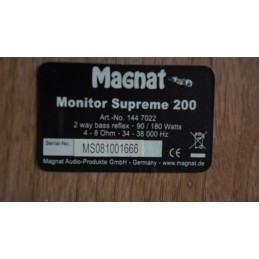 Magnat
Monitor Supreme 200
Art.-No. 144 7022
2 way bass reflex - 90 / 180 Watts
4 - 8 Ohm - 34 - 38 000 Hz
Serial No.: MS081001666
Magnat Audio-Produkte GmbH - Germany - www.magnat.de